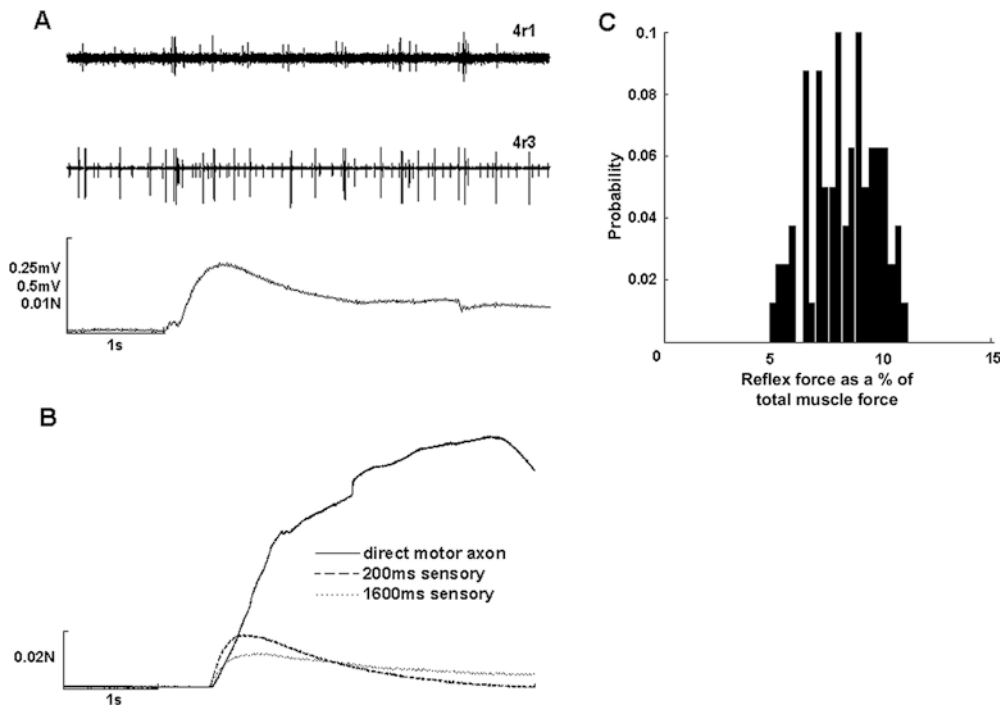 A
4r1
4r3
0.25mV
0.5mV
0.01N
1s
B
direct motor axon
200ms sensory
1600ms sensory
0.02N
1s
C
0.1
0.08
0.06
0.04
0.02
Probability
0 5 10 15
Reflex force as a % of
total muscle force